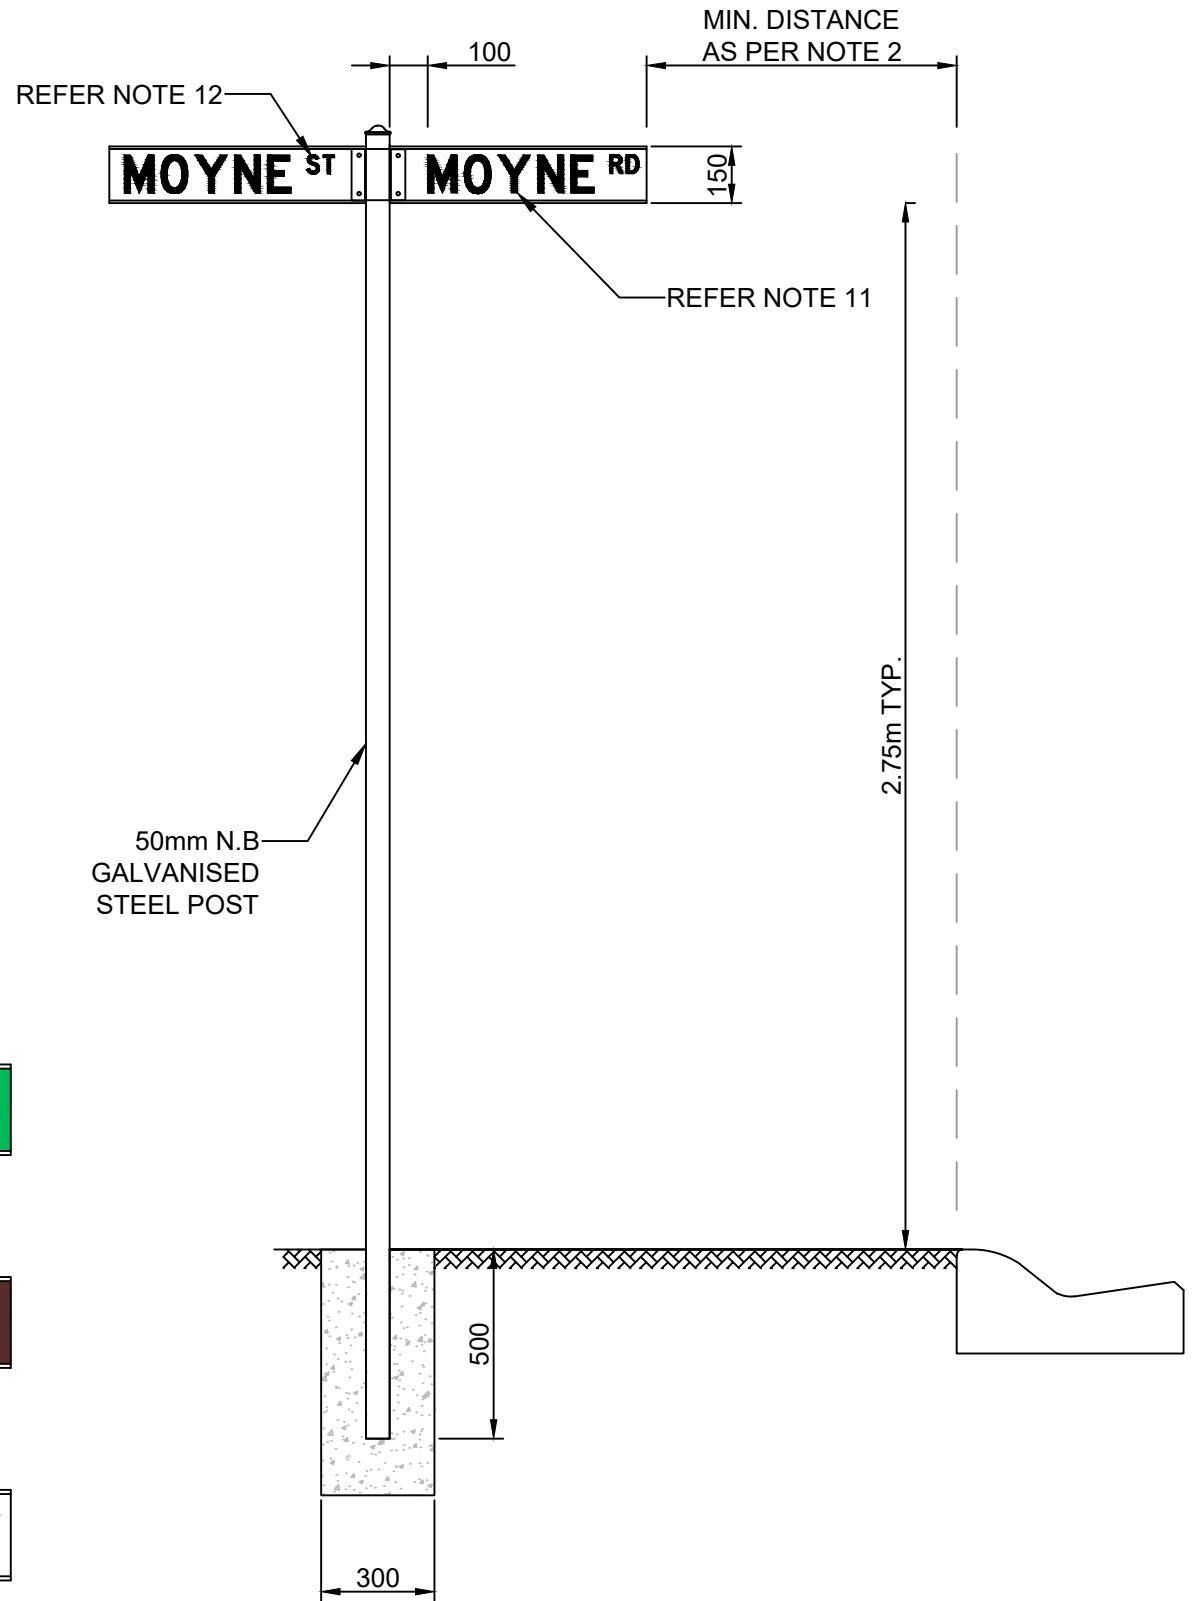 MIN. DISTANCE
AS PER NOTE 2
100
REFER NOTE 12
MOYNE ST
MOYNE RD
150
REFER NOTE 11
2.75m TYP.
50mm N.B
GALVANISED
STEEL POST
500
300